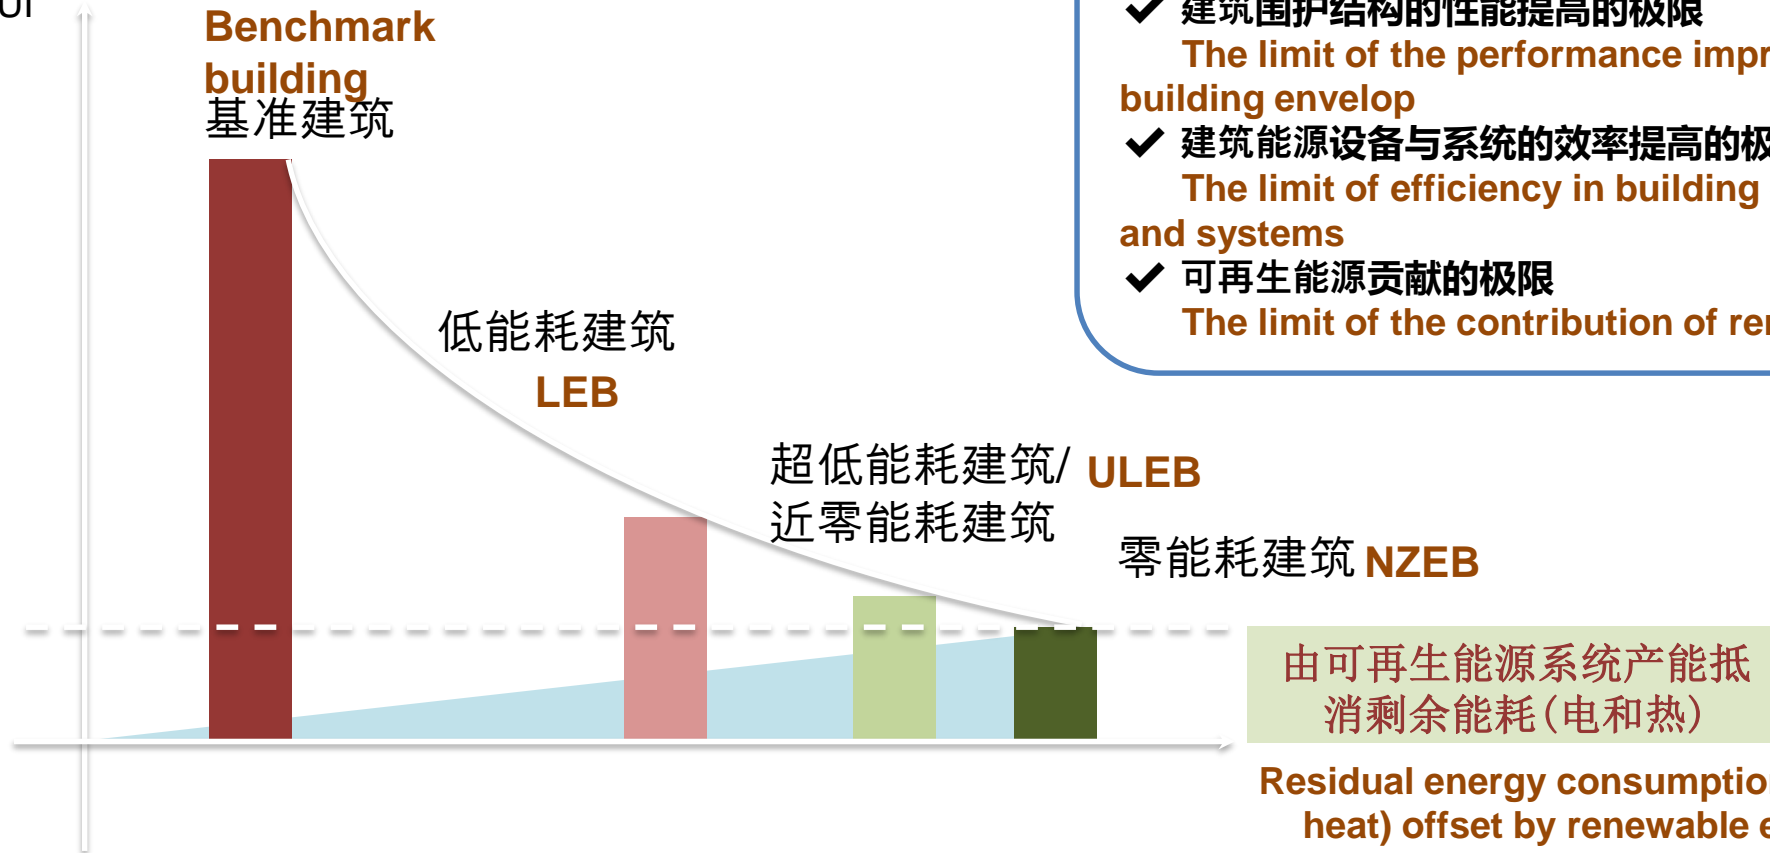 Benchmark
building
基准建筑
低能耗建筑
LEB
超低能耗建筑/ ULEB
近零能耗建筑
零能耗建筑 NZEB
✔ 建筑围护结构的性能提高的极限
The limit of the performance
building envelop
✔ 建筑能源设备与系统的效率提高的极
The limit of efficiency in building
and systems
✔ 可再生能源贡献的极限
The limit of the contribution of
由可再生能源系统产能抵
消剩余能耗(电和热)
Residual energy
heat) offset by renewable